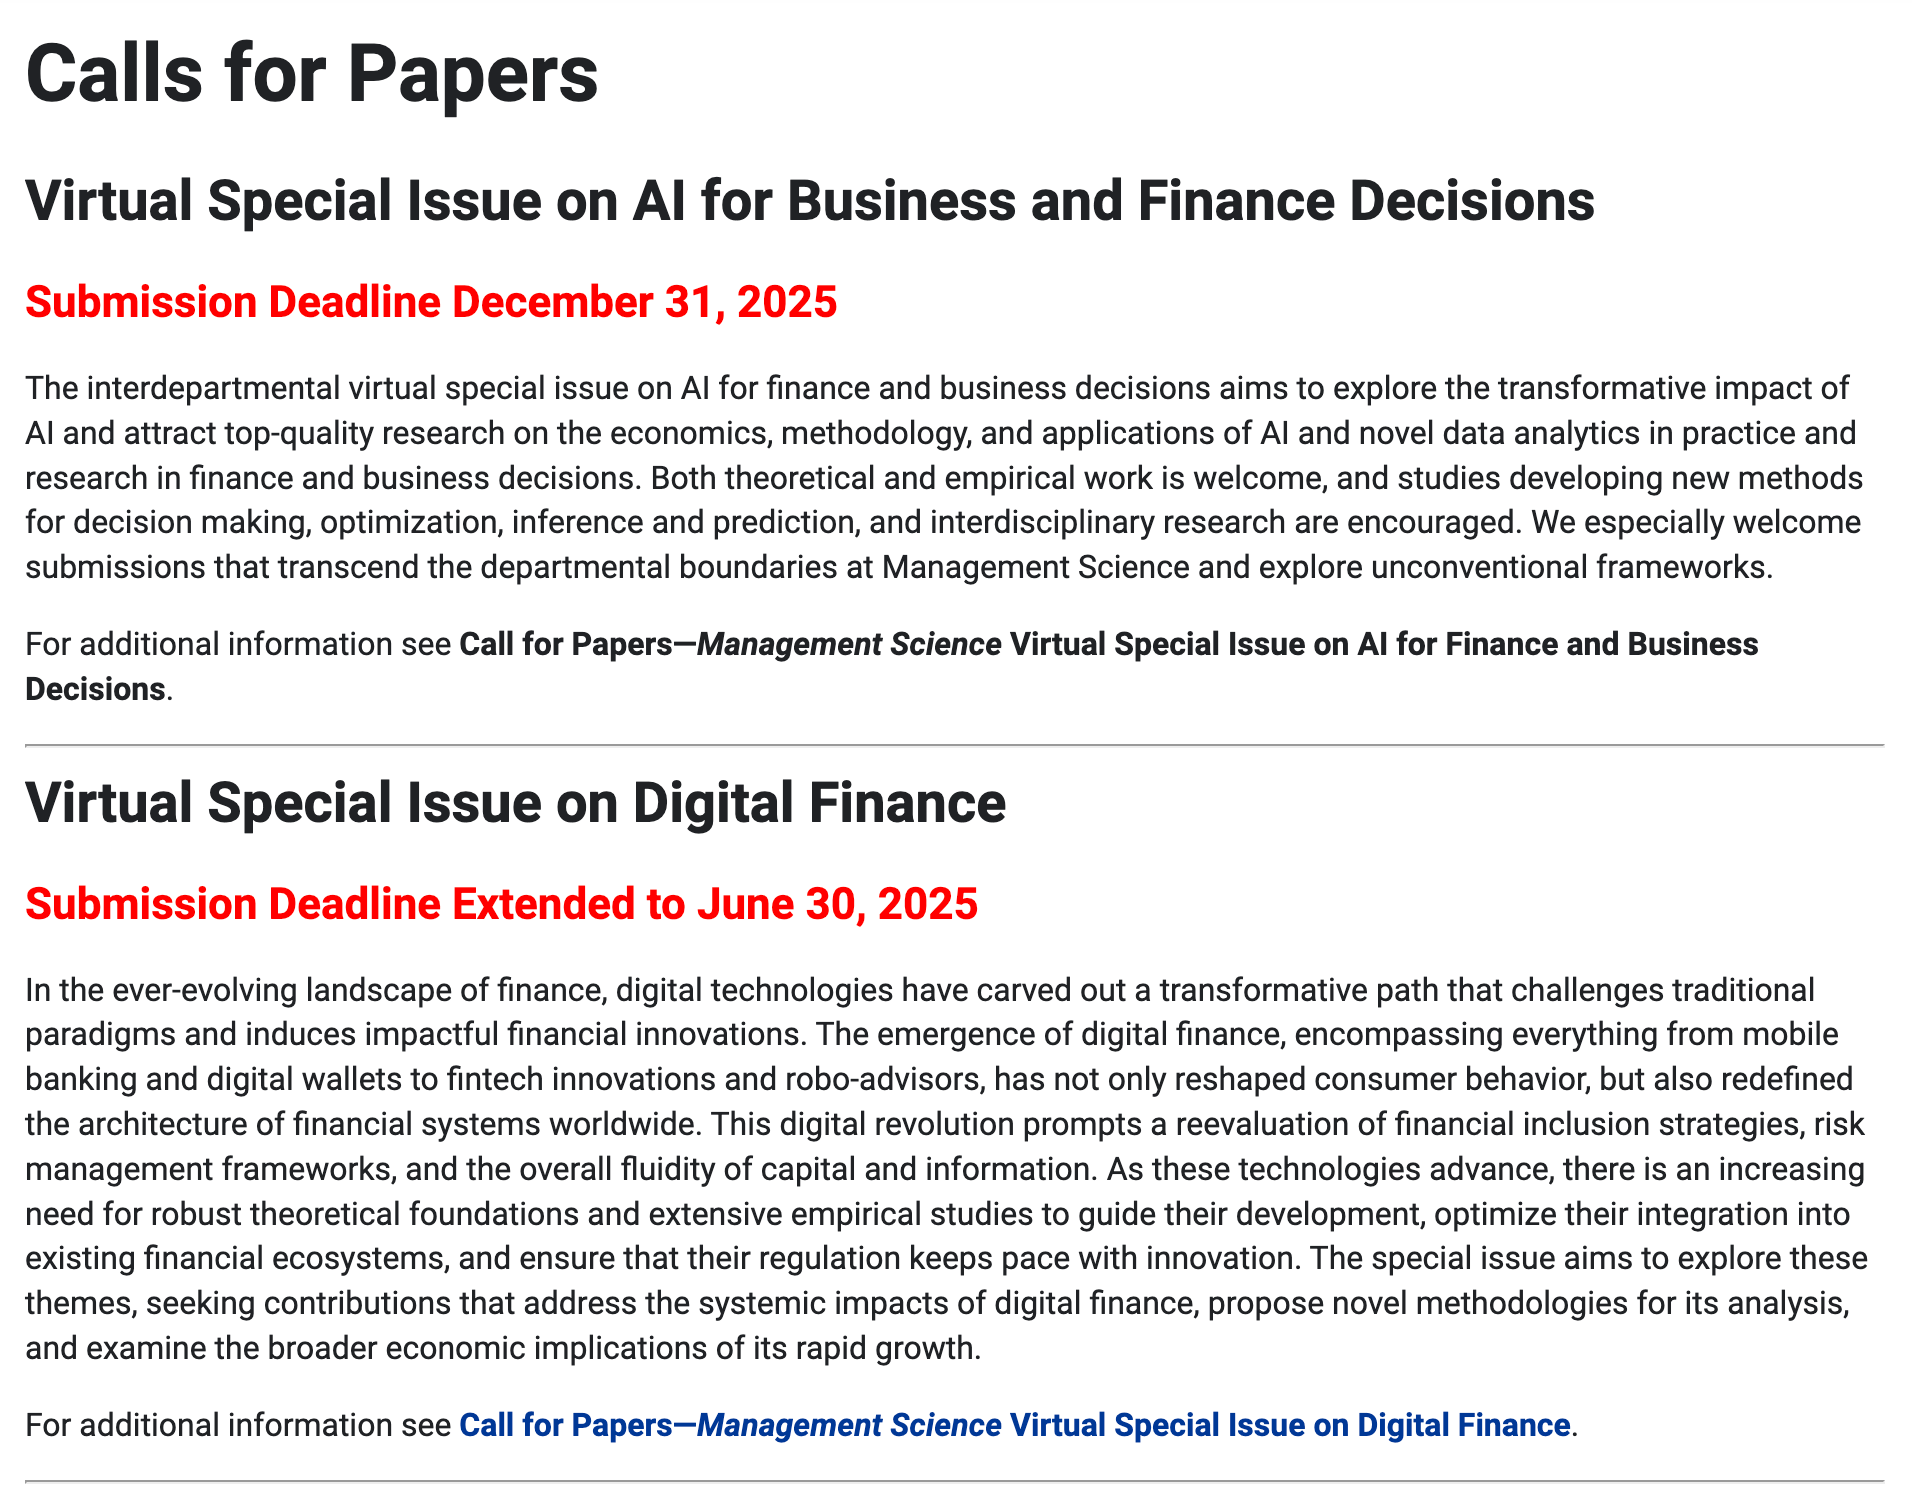 Calls for Papers
Virtual Special Issue on AI for Business and Finance Decisions
Submission Deadline December 31, 2025
The interdepartmental virtual special issue on AI for finance and business decisions aims to explore the transformative impact of
AI and attract top-quality research on the economics, methodology, and applications of AI and novel data analytics in practice and
research in finance and business decisions. Both theoretical and empirical work is welcome, and studies developing new methods
for decision making, optimization, inference and prediction, and interdisciplinary research are encouraged. We especially welcome
submissions that transcend the departmental boundaries at Management Science and explore unconventional frameworks.
For additional information see Call for Papers—Management Science Virtual Special Issue on AI for Finance and Business
Decisions.
Virtual Special Issue on Digital Finance
Submission Deadline Extended to June 30, 2025
In the ever-evolving landscape of finance, digital technologies have carved out a transformative path that challenges traditional
paradigms and induces impactful financial innovations. The emergence of digital finance, encompassing everything from mobile
banking and digital wallets to fintech innovations and robo-advisors, has not only reshaped consumer behavior, but also redefined
the architecture of financial systems worldwide. This digital revolution prompts a reevaluation of financial inclusion strategies, risk
management frameworks, and the overall fluidity of capital and information. As these technologies advance, there is an increasing
need for robust theoretical foundations and extensive empirical studies to guide their development, optimize their integration into
existing financial ecosystems, and ensure that their regulation keeps pace with innovation. The special issue aims to explore these
themes, seeking contributions that address the systemic impacts of digital finance, propose novel methodologies for its analysis,
and examine the broader economic implications of its rapid growth.
For additional information see Call for Papers—Management Science Virtual Special Issue on Digital Finance.